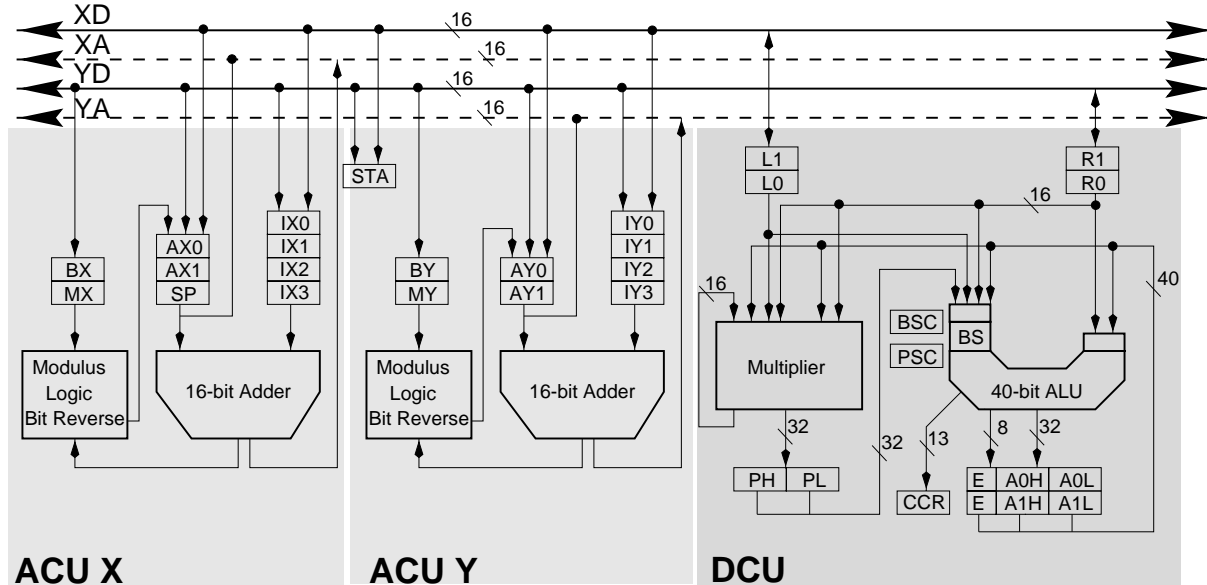 XD
16
XA
16
YD
16
YA
16
STA
L1
L0
R1
R0
16
AX0
AX1
SP
IX0
IX1
IX2
IX3
BX
MX
AY0
AY1
IY0
IY1
IY2
IY3
BY
MY
16
40
BSC
PSC
BS
Modulus
Logic
Bit Reverse
16-bit Adder
Modulus
Logic
Bit Reverse
16-bit Adder
Multiplier
40-bit ALU
32
32
13
8
32
PH PL
CCR
E A0H A0L
E A1H A1L
ACU X
ACU Y
DCU